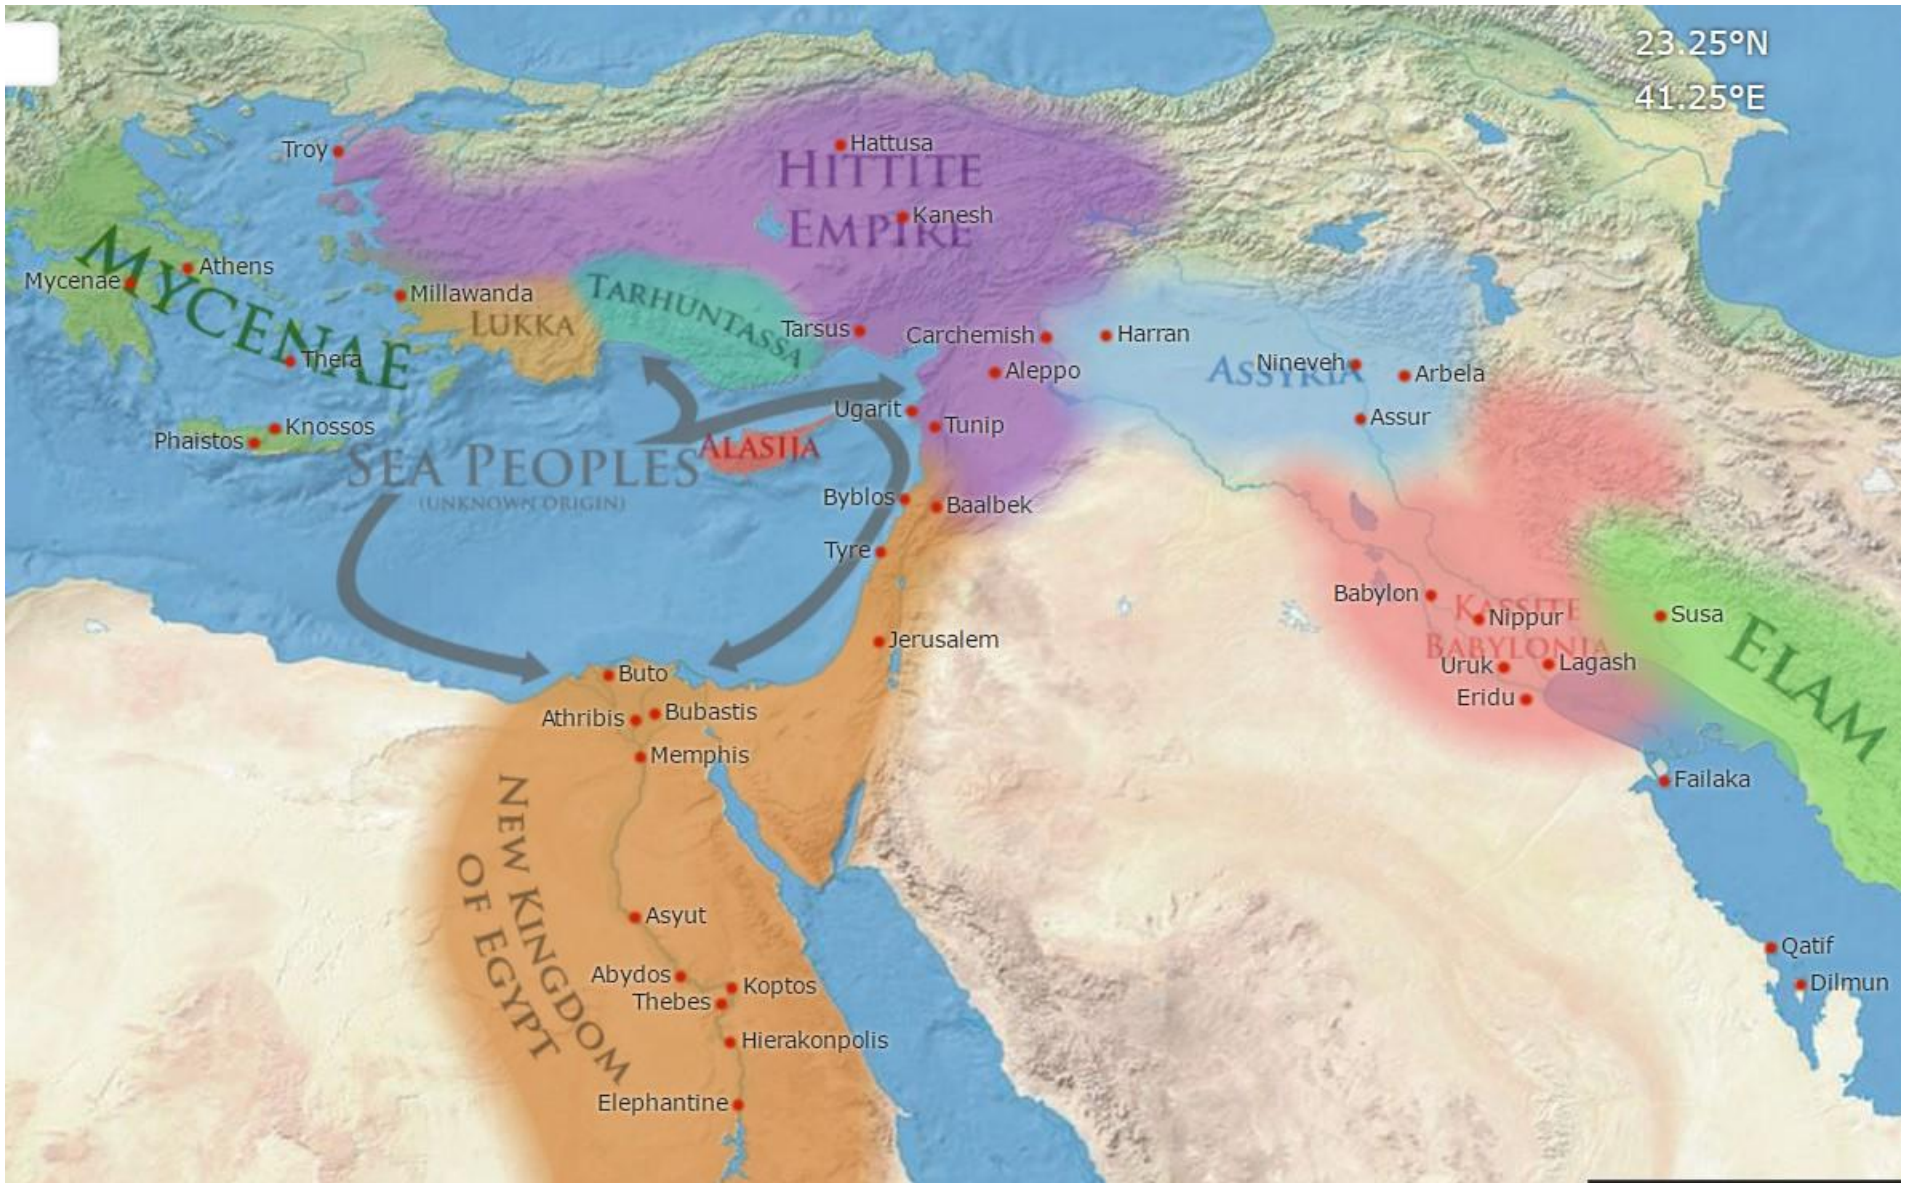 23.25°N
41.25°E
Troy
Hattusa
HITTITE
EMPIRE
Kanesh
MYCENAE
Athens
Mycenae
Millawanda
LUKKA
TARHUNTASSA
Tarsus
Carchemish
Harran
ASSYRIA
Nineveh
Arbela
Thera
Aleppo
Ugarit
Tunip
Assur
Knossos
Phaistos
ALASIJA
SEA PEOPLES
(UNKNOWN ORIGIN)
Byblos
Baalbek
Tyre
Babylon
KASSITE
BABYLONIA
Nippur
Susa
ELAM
Jerusalem
Uruk
Lagash
Eridu
Buto
Athribis
Bubastis
Memphis
Failaka
NEW KINGDOM
OF EGYPT
Asyut
Qatif
Abydos
Koptos
Dilmun
Thebes
Hierakonpolis
Elephantine